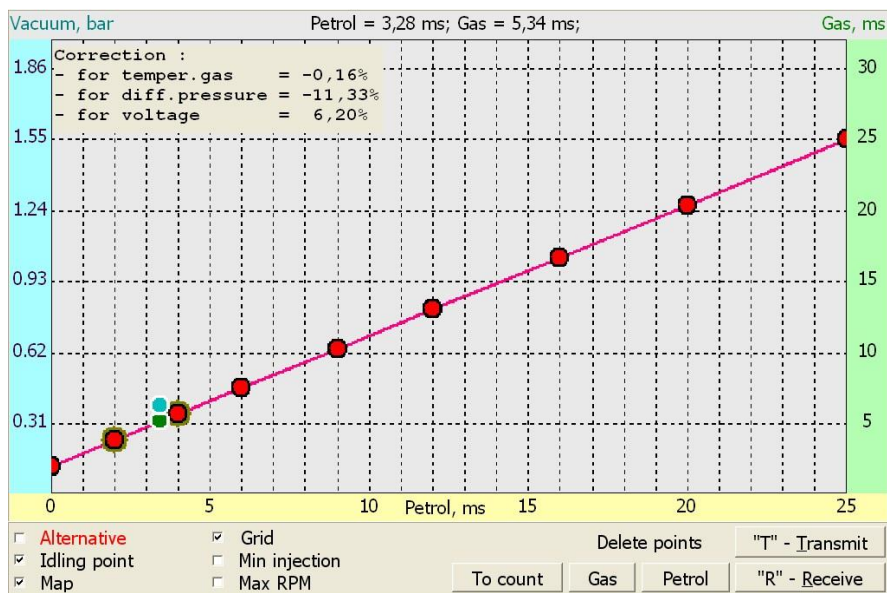 Vacuum, bar Petrol = 3,28 ms; Gas = 5,34 ms; Gas, ms
Correction :
- for temper.gas = -0,16%
- for diff.pressure = -11,33%
- for voltage = 6,20%
1.86 30
1.55 25
1.24 20
0.93 15
0.62 10
0.31 5
0 5 10 Petrol, ms 15 20 25
Alternative Grid Delete points "T" - Transmit
Idling point Min injection
Map Max RPM To count Gas Petrol "R" - Receive